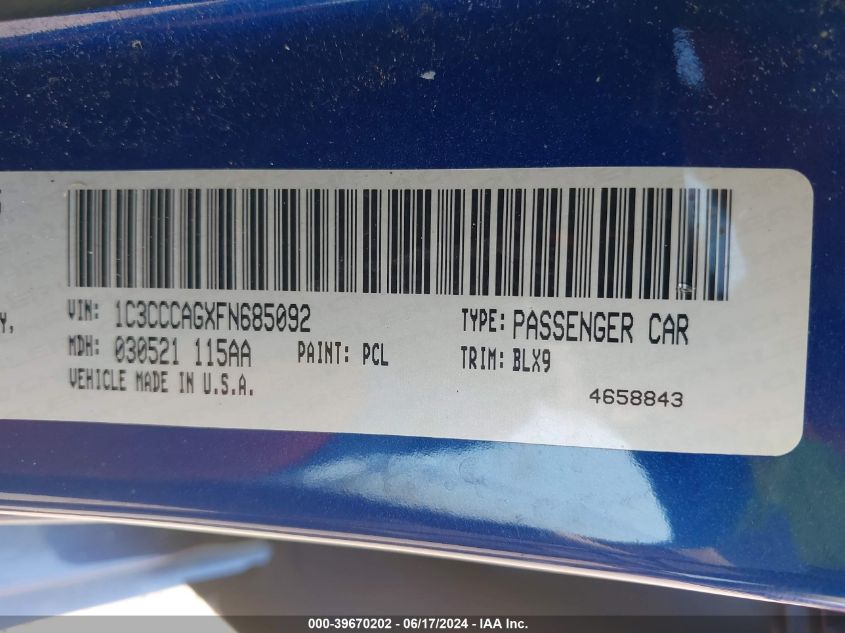 VIN: 1C3CCCAGXFN685092 TYPE: PASSENGER CAR
Y,
MDH: 030521 115AA PAINT: PCL TRIM: BLX9
VEHICLE MADE IN U.S.A.
4658843
000-39670202 - 06/17/2024 - IAA Inc.